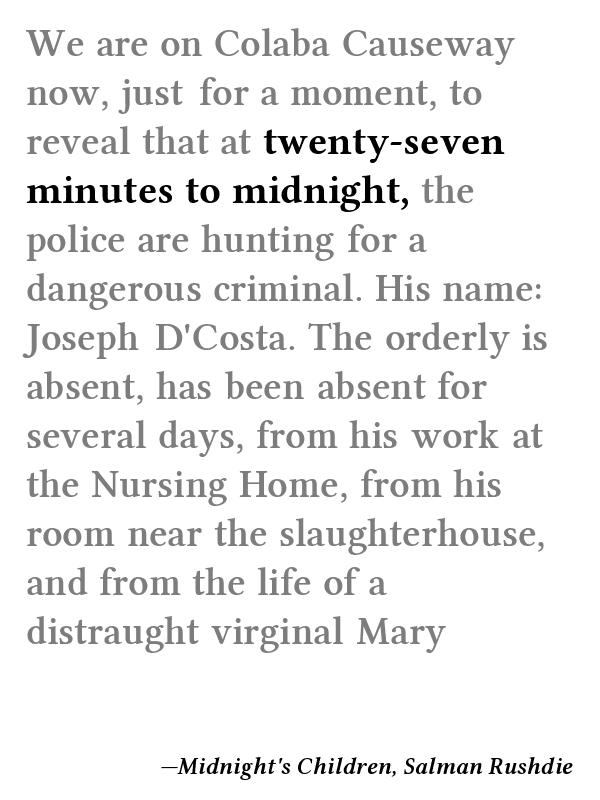 We are on Colaba Causeway
now, just for a moment, to
reveal that at twenty-seven
minutes to midnight, the
police are hunting for a
dangerous criminal. His name:
Joseph D'Costa. The orderly is
absent, has been absent for
several days, from his work at
the Nursing Home, from his
room near the slaughterhouse,
and from the life of a
distraught virginal Mary
—Midnight's Children, Salman Rushdie